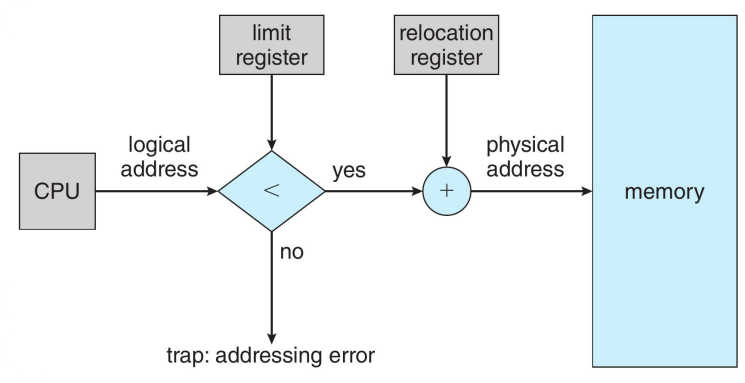 limit
register
relocation
register
CPU
logical
address
<
yes
+
physical
address
memory
no
trap: addressing error